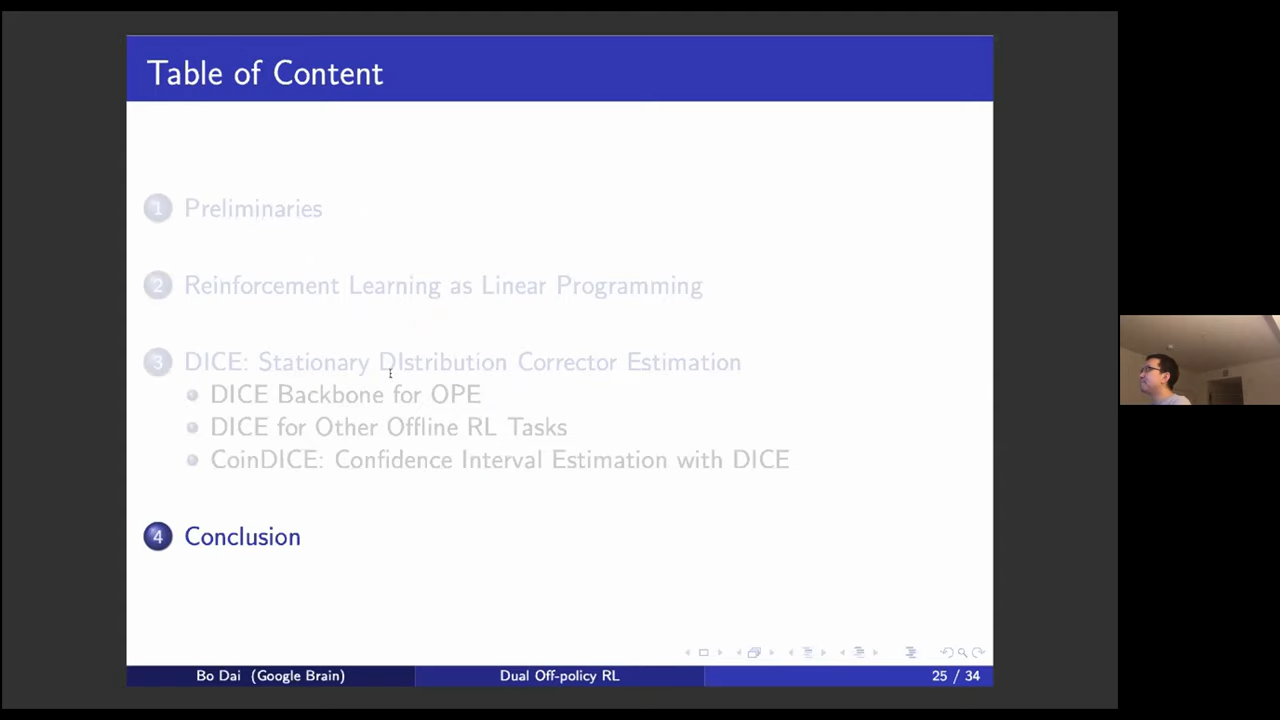 Table of Content
1 Preliminaries
2 Reinforcement Learning as Linear Programming
3 DICE: Stationary DIstribution Corrector Estimation
DICE Backbone for OPE
DICE for Other Offline RL Tasks
CoinDICE: Confidence Interval Estimation with DICE
4 Conclusion
Bo Dai (Google Brain) Dual Off-policy RL 25 / 34